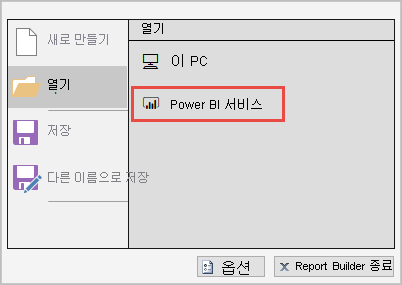 새로 만들기
열기
저장
다른 이름으로 저장
열기
이 PC
Power BI 서비스
옵션
Report Builder 종료